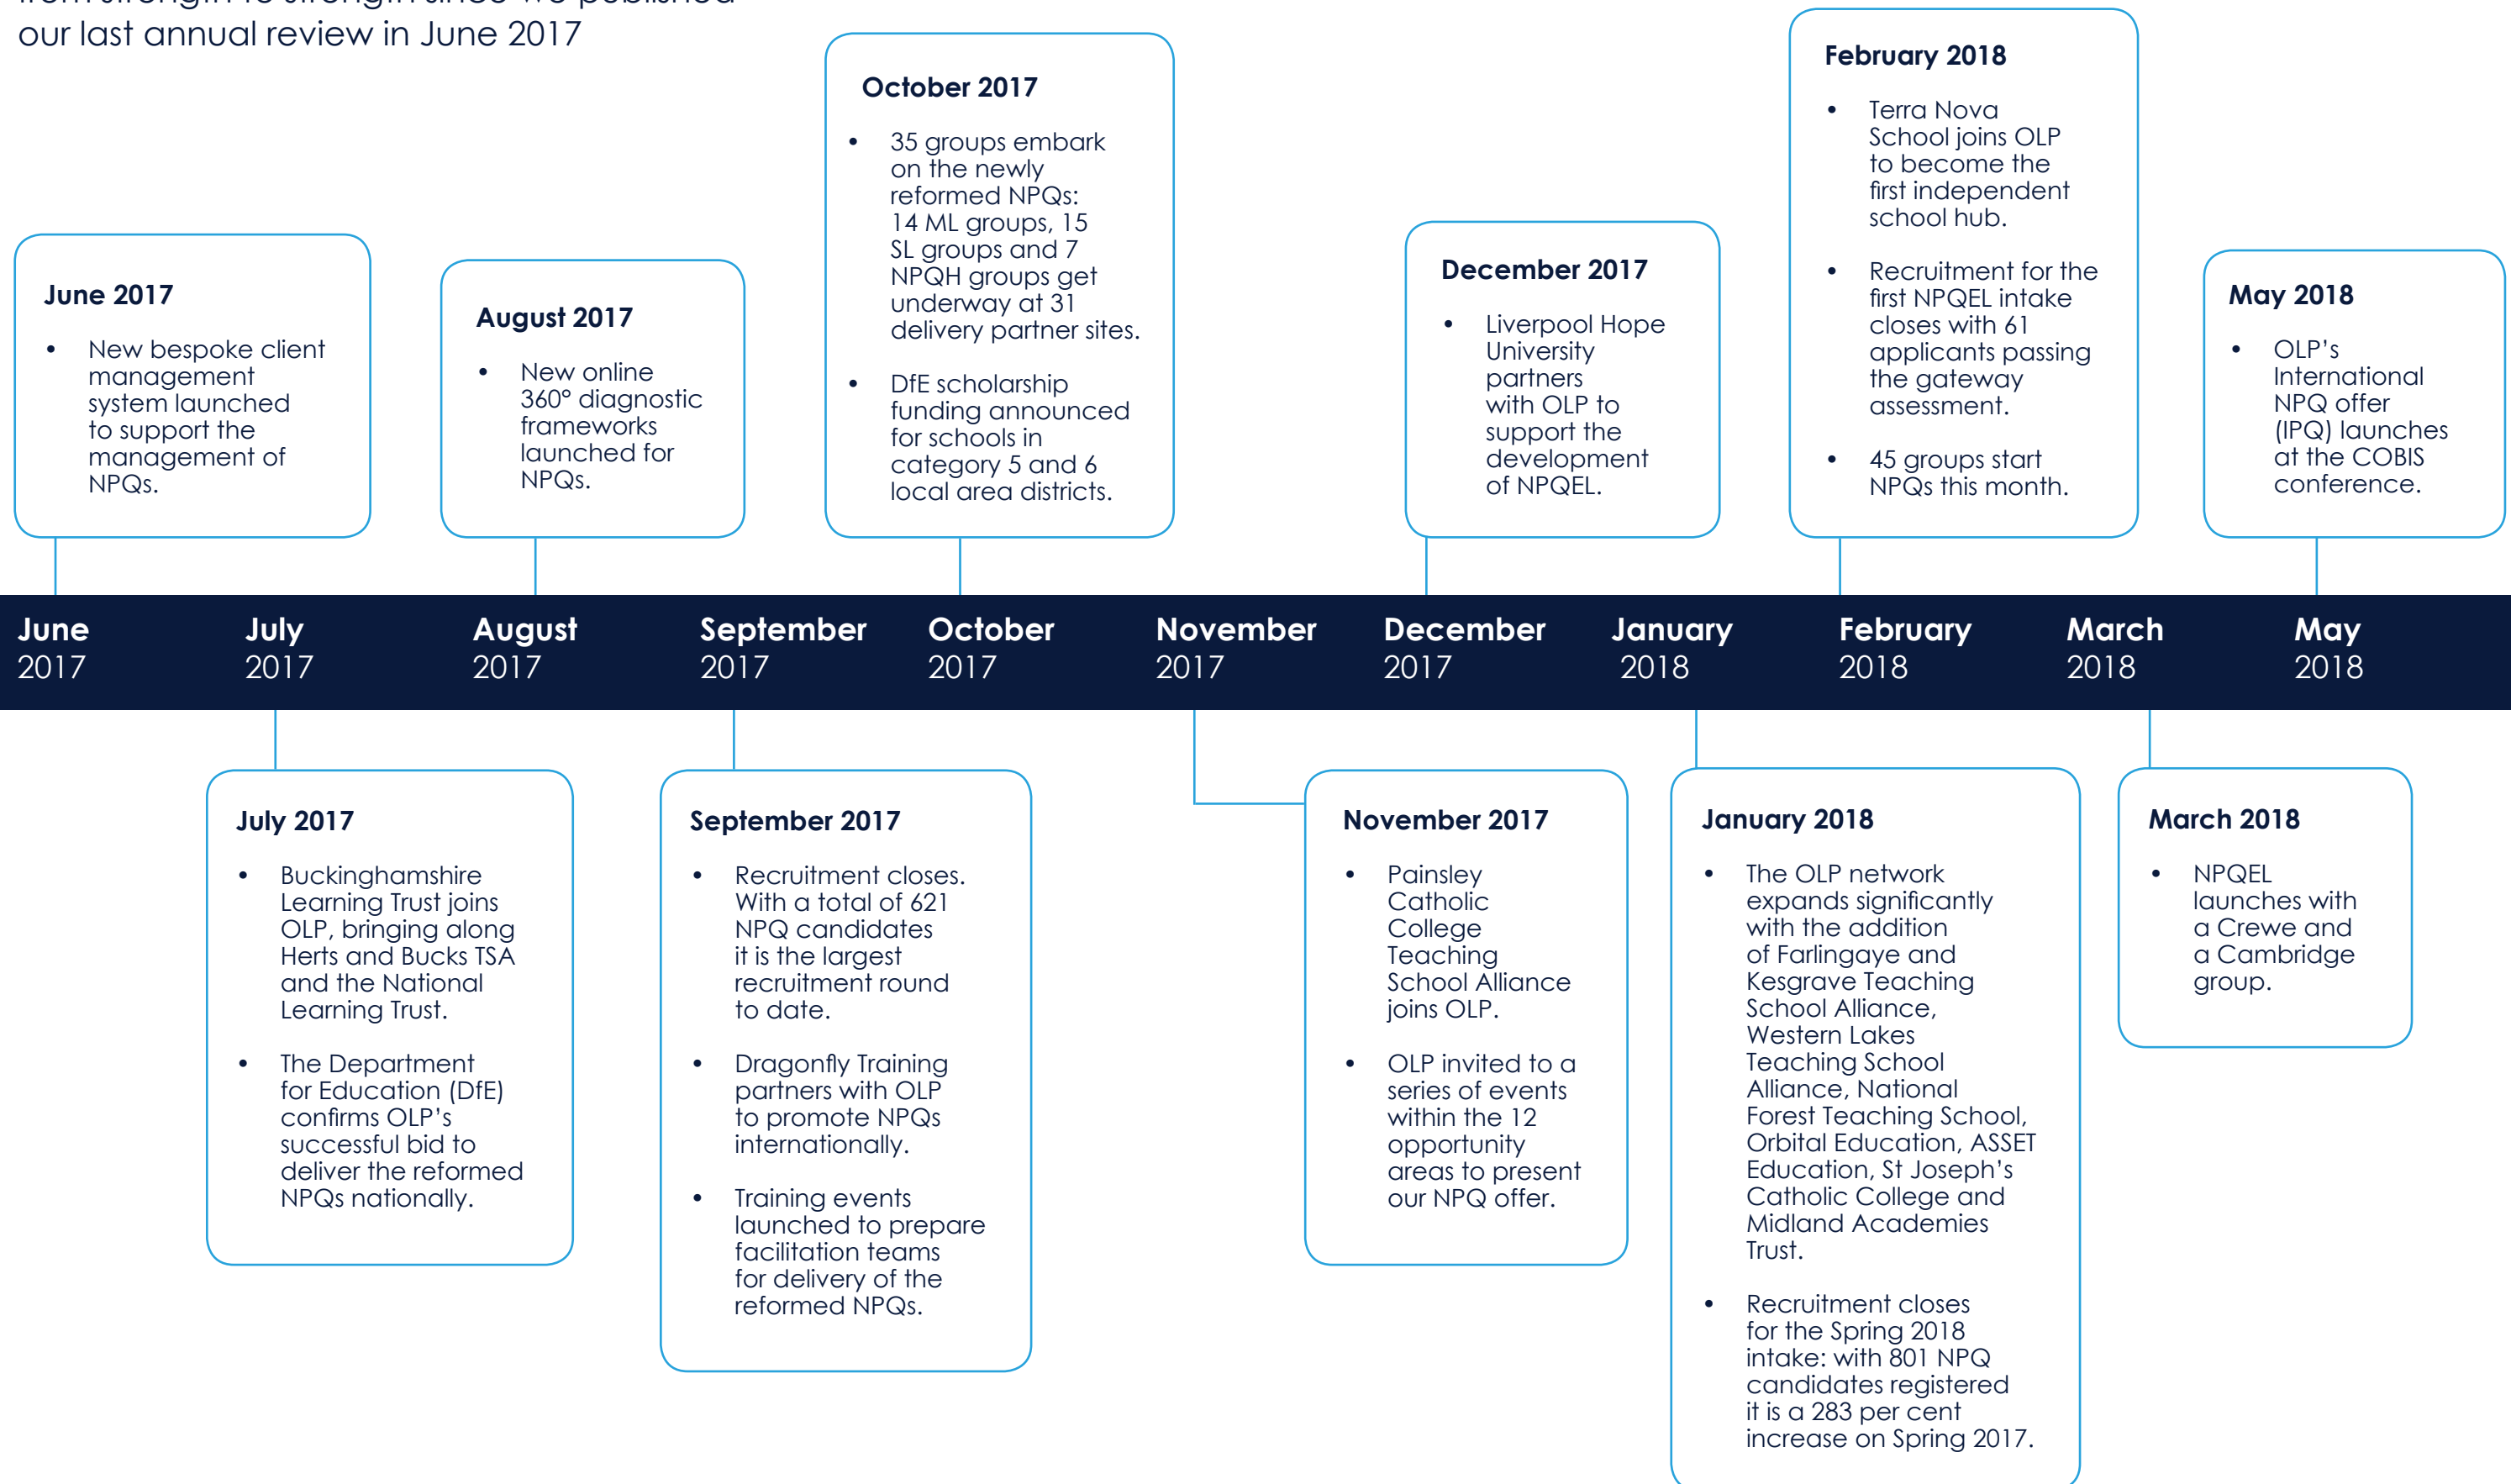 from strength to strength since we published
our last annual review in June 2017
June 2017
• New bespoke client
management
system launched
to support the
management of
NPQs.
August 2017
• New online
360° diagnostic
frameworks
launched for
NPQs.
October 2017
• 35 groups embark
on the newly
reformed NPQs:
14 ML groups, 15
SL groups and 7
NPQH groups get
underway at 31
delivery partner sites.
• DfE scholarship
funding announced
for schools in
category 5 and 6
local area districts.
December 2017
• Liverpool Hope
University
partners
with OLP to
support the
development
of NPQEL.
February 2018
• Terra Nova
School joins OLP
to become the
first independent
school hub.
• Recruitment for the
first NPQEL intake
closes with 61
applicants passing
the gateway
assessment.
• 45 groups start
NPQs this month.
May 2018
• OLP’s
International
NPQ offer
(IPQ) launches
at the COBIS
conference.
June
2017
July
2017
August
2017
September
2017
October
2017
November
2017
December
2017
January
2018
February
2018
March
2018
May
2018
July 2017
• Buckinghamshire
Learning Trust joins
OLP, bringing along
Herts and Bucks TSA
and the National
Learning Trust.
• The Department
for Education (DfE)
confirms OLP’s
successful bid to
deliver the reformed
NPQs nationally.
September 2017
• Recruitment closes.
With a total of 621
NPQ candidates
it is the largest
recruitment round
to date.
• Dragonfly Training
partners with OLP
to promote NPQs
internationally.
• Training events
launched to prepare
facilitation teams
for delivery of the
reformed NPQs.
November 2017
• Painsley
Catholic
College
Teaching
School Alliance
joins OLP.
• OLP invited to a
series of events
within the 12
opportunity
areas to present
our NPQ offer.
January 2018
• The OLP network
expands significantly
with the addition
of Farlingaye and
Kesgrave Teaching
School Alliance,
Western Lakes
Teaching School
Alliance, National
Forest Teaching School,
Orbital Education, ASSET
Education, St Joseph’s
Catholic College and
Midland Academies
Trust.
• Recruitment closes
for the Spring 2018
intake: with 801 NPQ
candidates registered
it is a 283 per cent
increase on Spring 2017.
March 2018
• NPQEL
launches with
a Crewe and
a Cambridge
group.